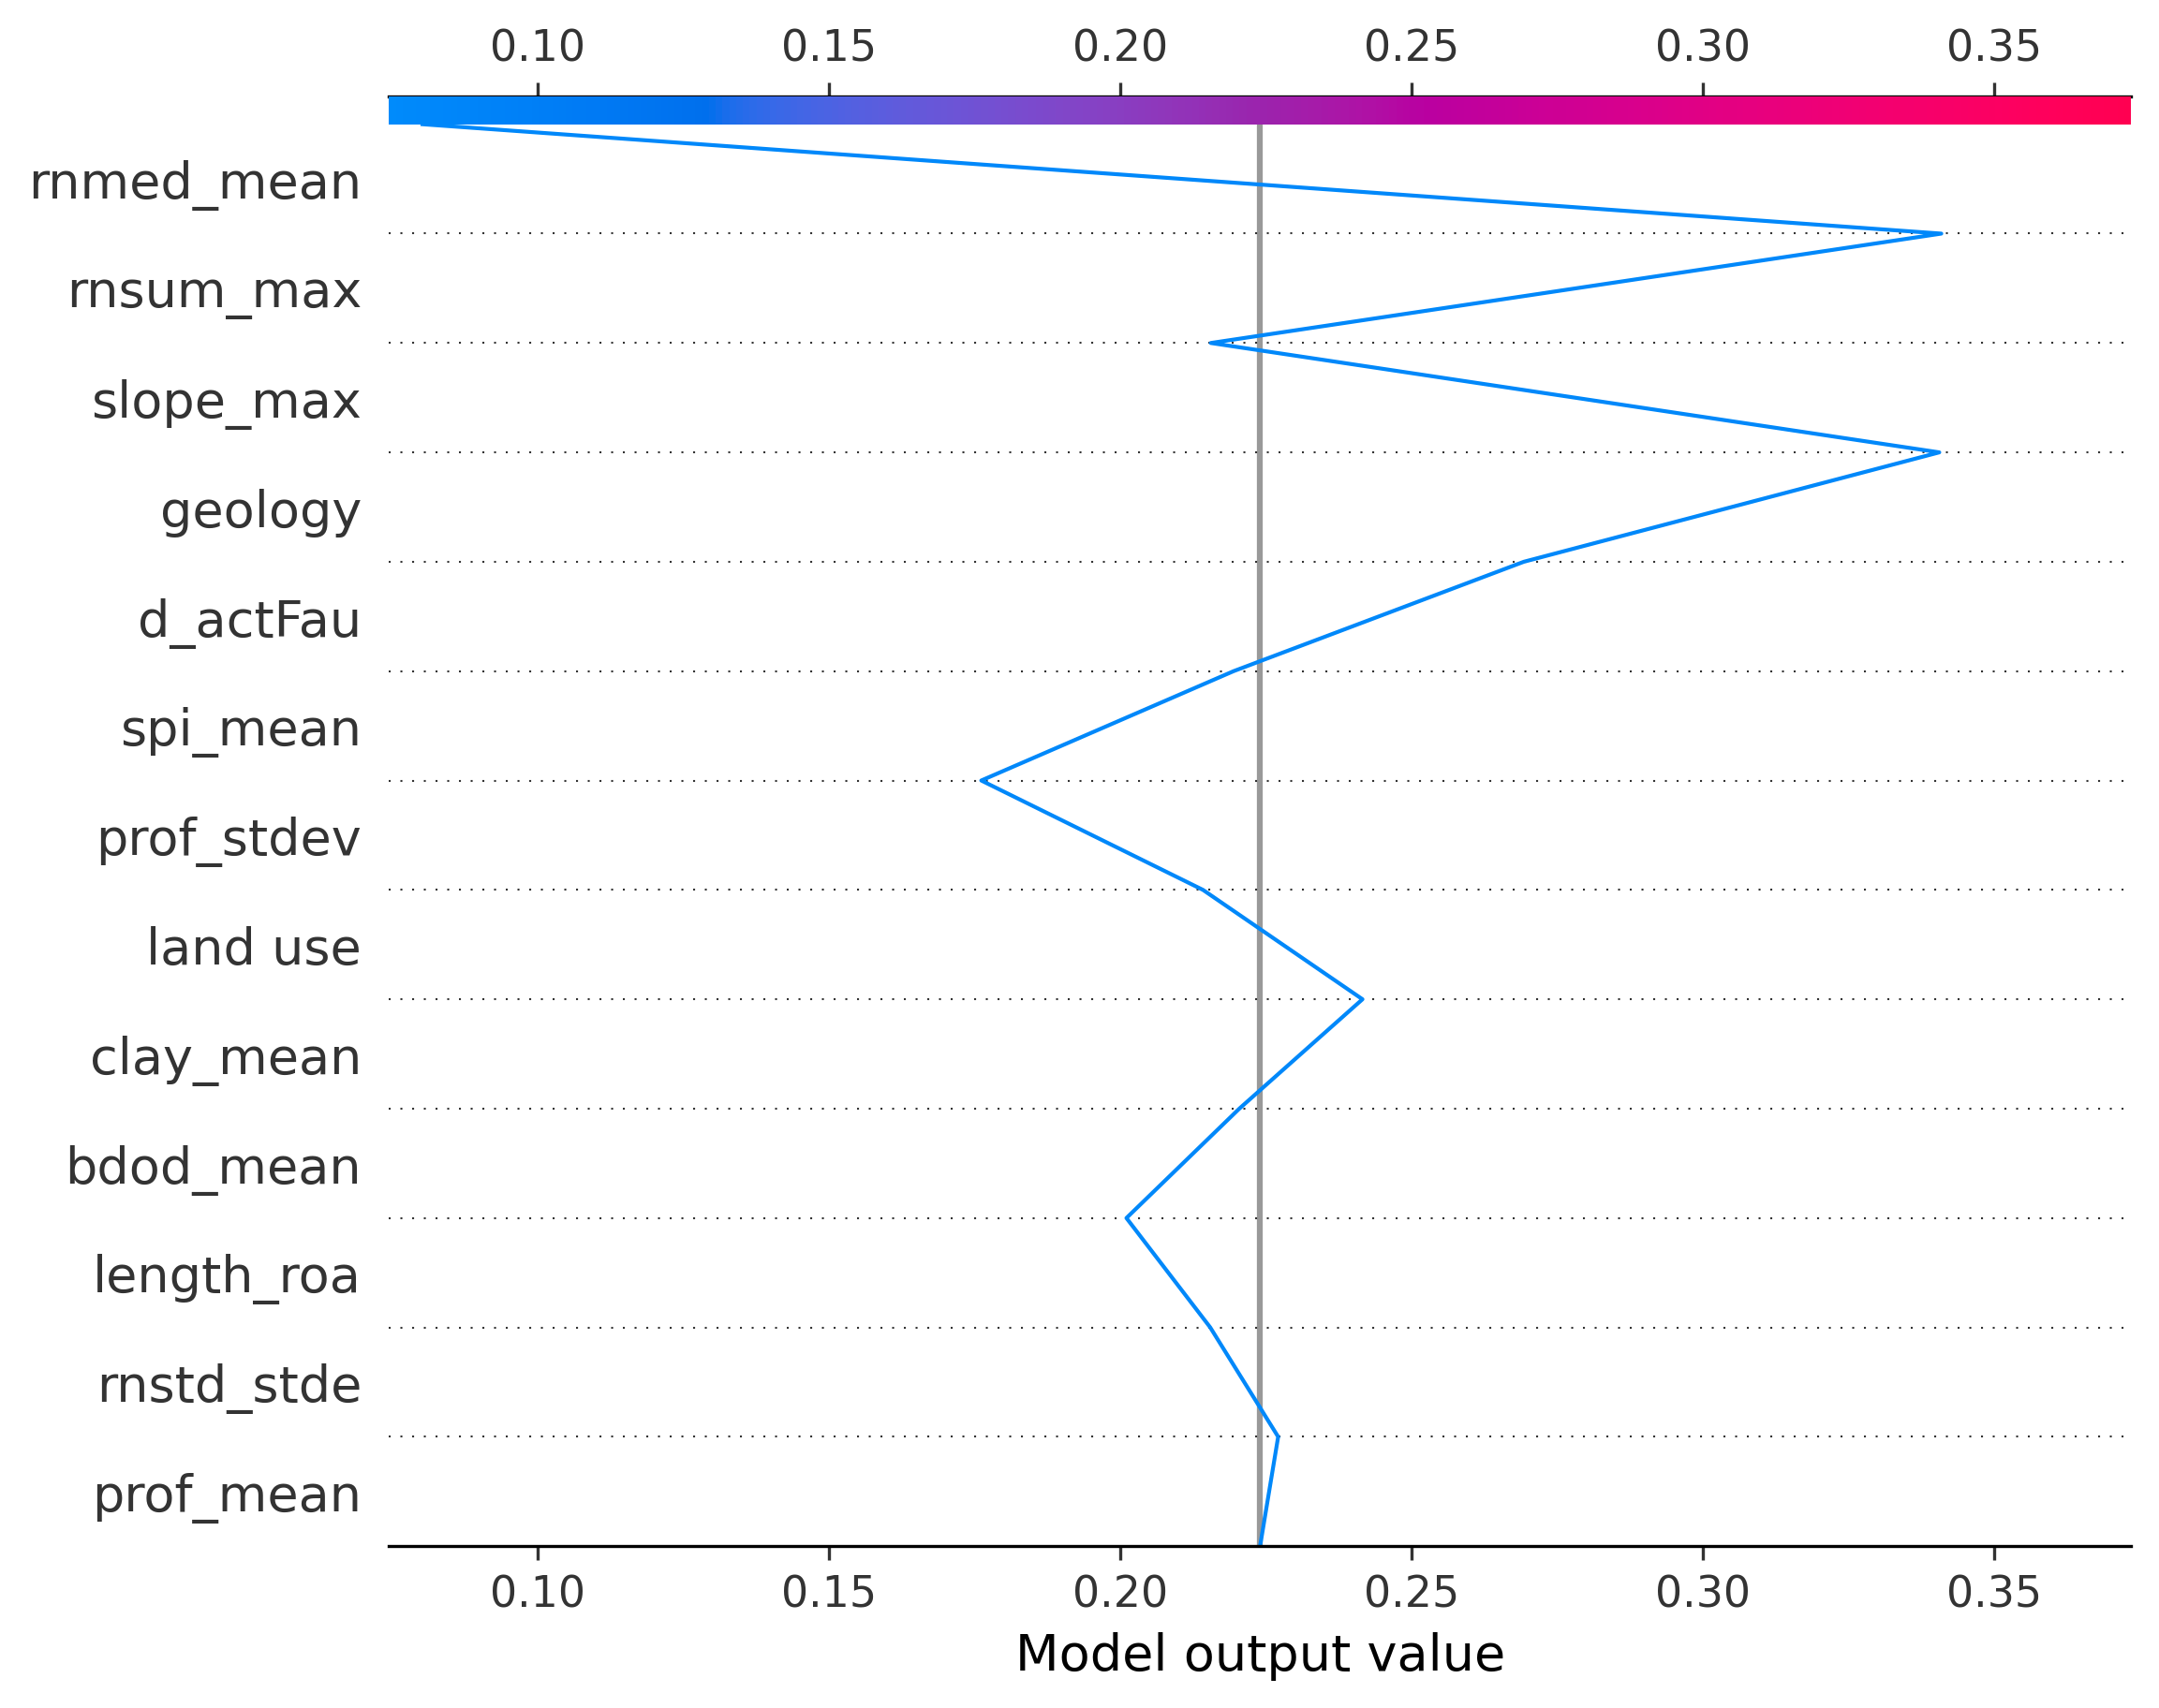 0.10 0.15 0.20 0.25 0.30 0.35
rnmed_mean
rnsum_max
slope_max
geology
d_actFau
spi_mean
prof_stdev
land use
clay_mean
bdod_mean
length_roa
rnstd_stde
prof_mean
0.10 0.15 0.20 0.25 0.30 0.35
Model output value